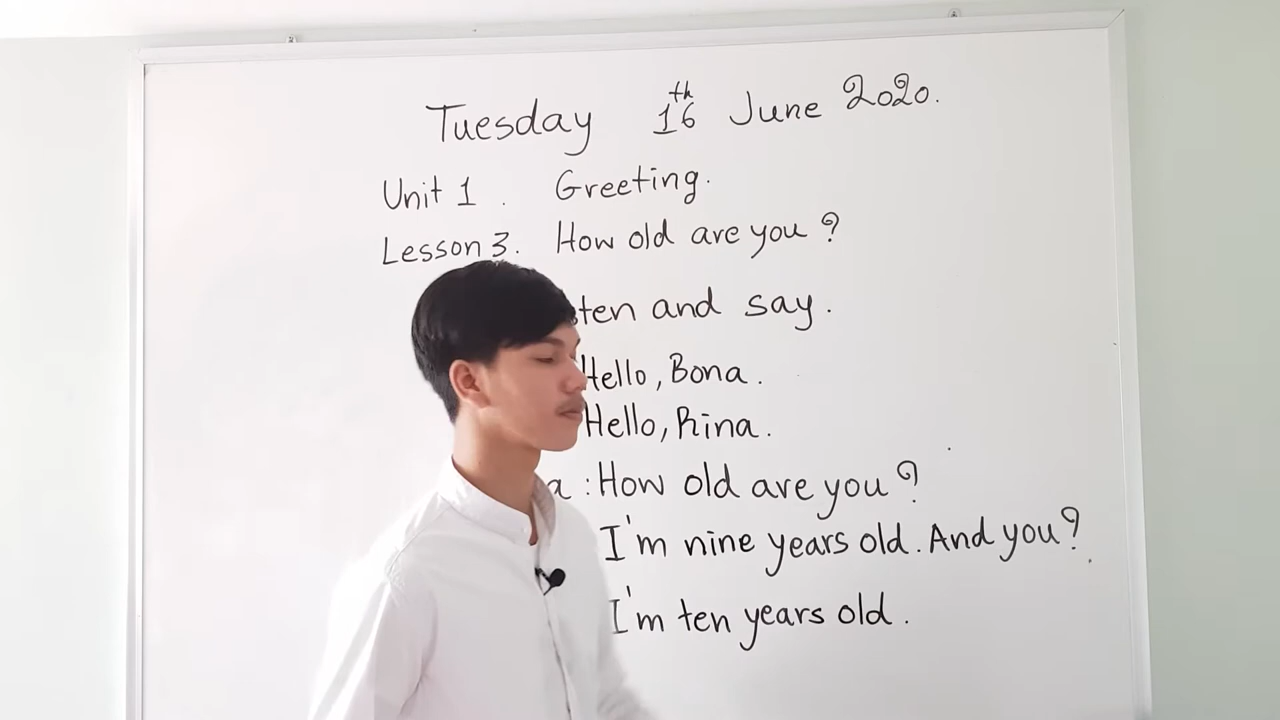 Tuesday 16th June 2020.
Unit 1. Greeting.
Lesson 3. How old are you?
and say.
Hello, Bona.
Hello, Rina.
: How old are you?
I'm nine years old. And you?
I'm ten years old.